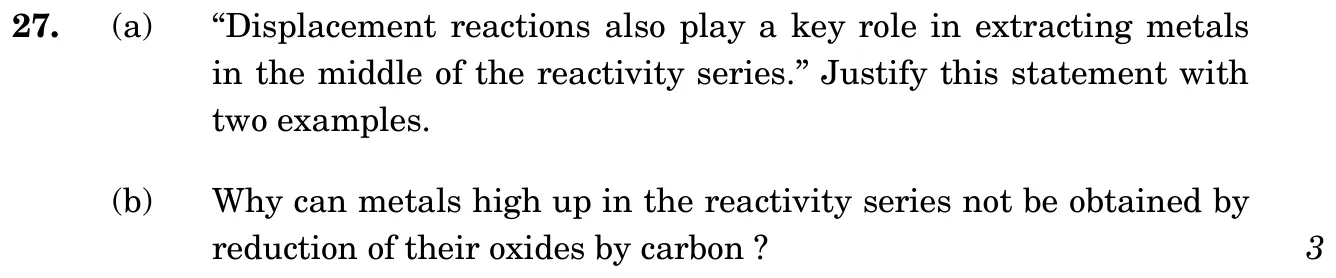 27. (a) “Displacement reactions also play a key role in extracting metals
in the middle of the reactivity series.” Justify this statement with
two examples.
(b) Why can metals high up in the reactivity series not be obtained by
reduction of their oxides by carbon ? 3